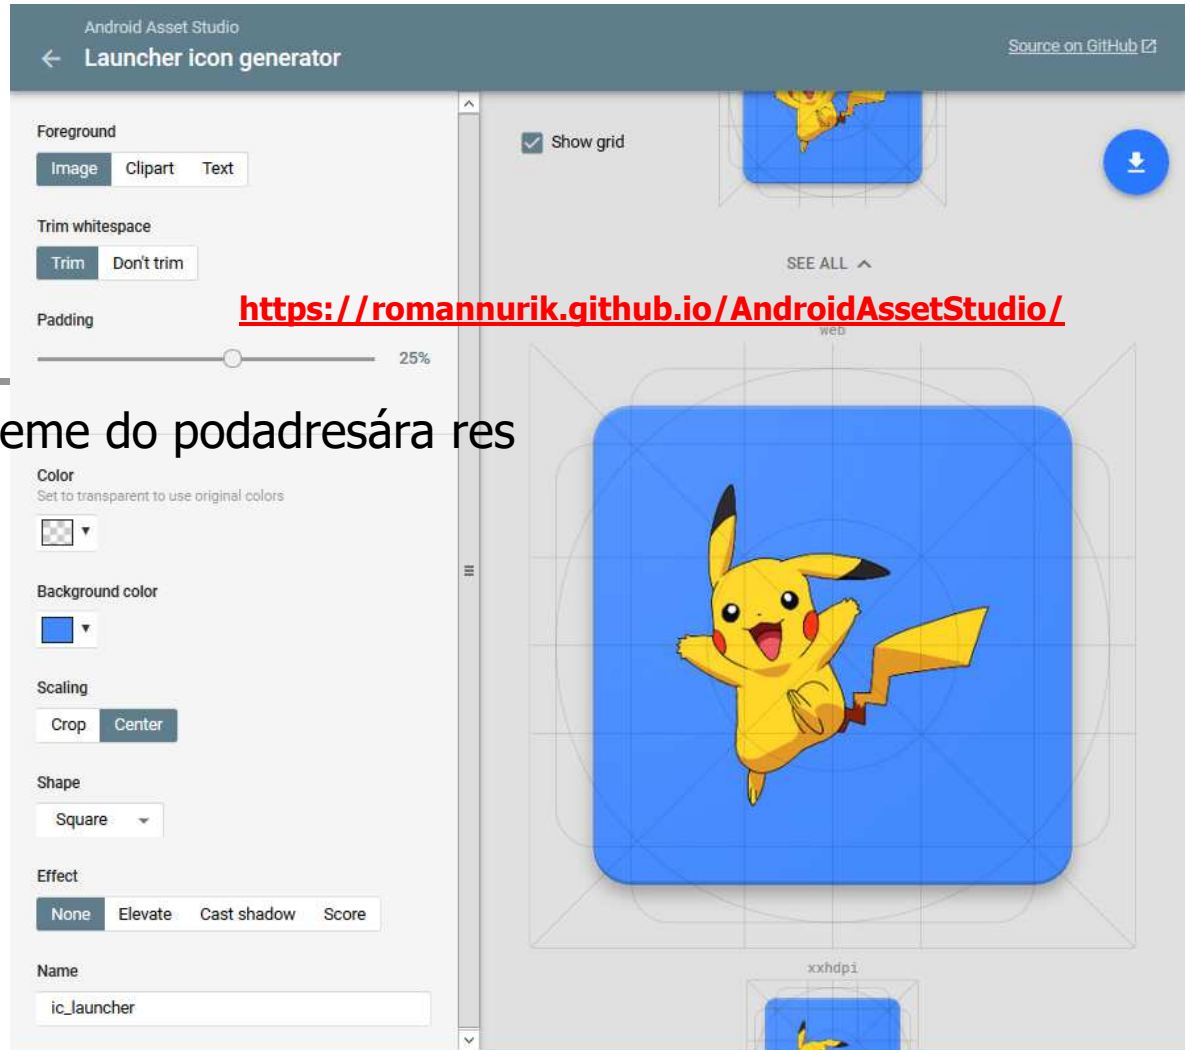 Android Asset Studio
Launcher icon generator
Source on GitHub
Foreground
Image Clipart Text
Show grid
Trim whitespace
Trim Don't trim
SEE ALL
https://romannurik.github.io/AndroidAssetStudio/
Padding
web
25%
eme do podadresára res
Color
Set to transparent to use original colors
Background color
Scaling
Crop Center
Shape
Square
Effect
None Elevate Cast shadow Score
Name
xxhdpi
ic_launcher